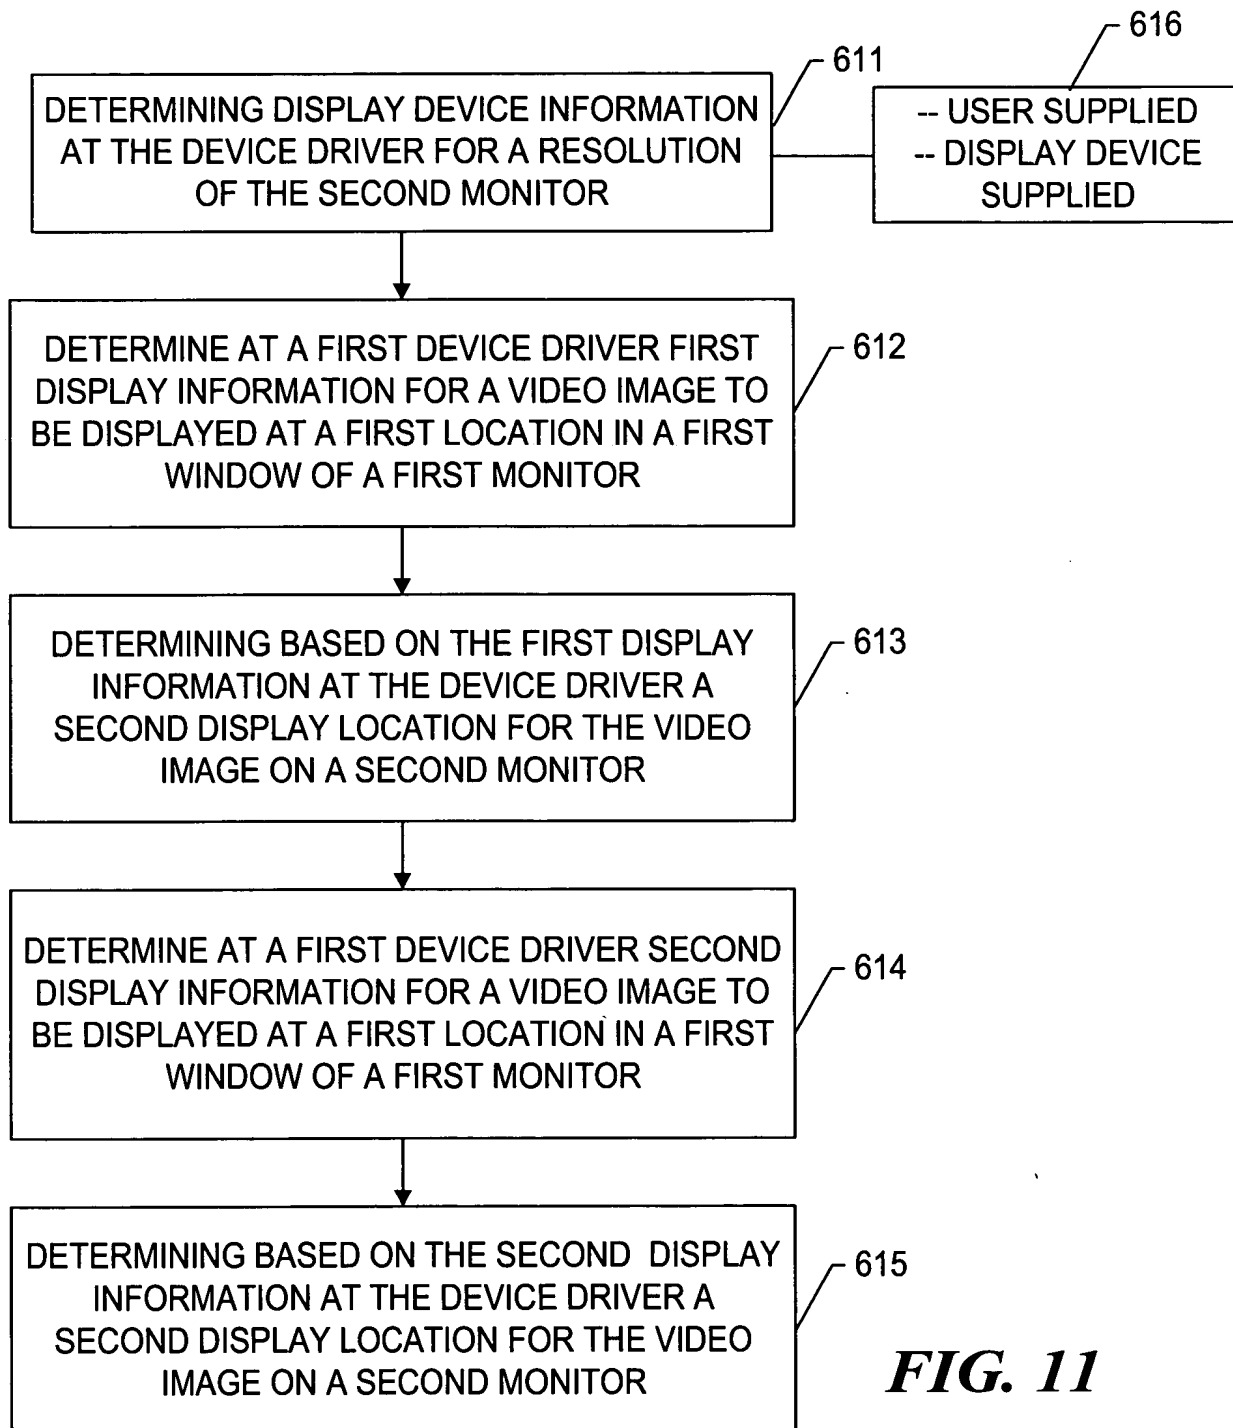 616
611
DETERMINING DISPLAY DEVICE INFORMATION
AT THE DEVICE DRIVER FOR A RESOLUTION
OF THE SECOND MONITOR
-- USER SUPPLIED
-- DISPLAY DEVICE
SUPPLIED
612
DETERMINE AT A FIRST DEVICE DRIVER FIRST
DISPLAY INFORMATION FOR A VIDEO IMAGE TO
BE DISPLAYED AT A FIRST LOCATION IN A FIRST
WINDOW OF A FIRST MONITOR
613
DETERMINING BASED ON THE FIRST DISPLAY
INFORMATION AT THE DEVICE DRIVER A
SECOND DISPLAY LOCATION FOR THE VIDEO
IMAGE ON A SECOND MONITOR
614
DETERMINE AT A FIRST DEVICE DRIVER SECOND
DISPLAY INFORMATION FOR A VIDEO IMAGE TO
BE DISPLAYED AT A FIRST LOCATION IN A FIRST
WINDOW OF A FIRST MONITOR
615
DETERMINING BASED ON THE SECOND DISPLAY
INFORMATION AT THE DEVICE DRIVER A
SECOND DISPLAY LOCATION FOR THE VIDEO
IMAGE ON A SECOND MONITOR
FIG. 11